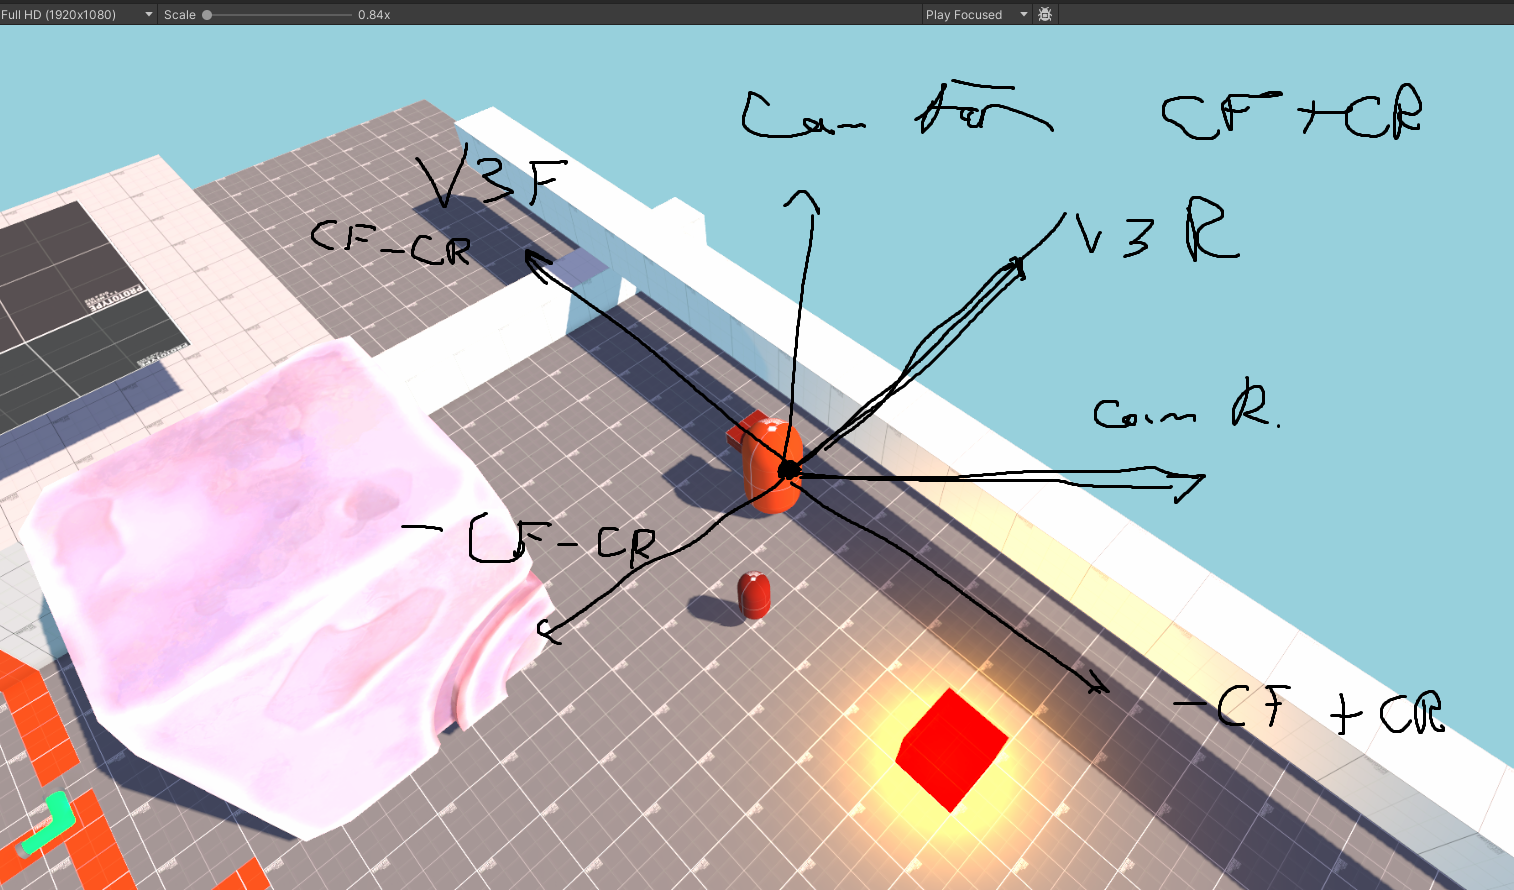 Full HD (1920x1080) Scale 0.84x Play Focused
Cam For CF+CR
V3F
CF-CR
V3R
PROTOTYPE
PROTOTYPE
Cam R.
-CF-CR
-CF+CR